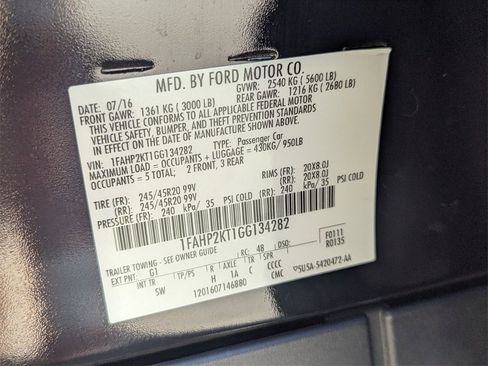 MFD. BY FORD MOTOR CO.
DATE: 07/16 GVWR: 2540 KG ( 5600 LB)
FRONT GAWR: 1361 KG ( 3000 LB) REAR GAWR: 1216 KG ( 2680 LB)
THIS VEHICLE CONFORMS TO ALL APPLICABLE FEDERAL MOTOR
VEHICLE SAFETY, BUMPER, AND THEFT PREVENTION STANDARDS
IN EFFECT ON THE DATE OF MANUFACTURE SHOWN ABOVE.
VIN: 1FAHP2KT1GG134282 TYPE: Passenger Car
MAXIMUM LOAD = OCCUPANTS + LUGGAGE = 430KG/ 950LB
OCCUPANTS = 5 TOTAL; 2 FRONT, 3 REAR
TIRE (FR): 245/45R20 99V RIMS (FR): 20X8.0J
(RR): 245/45R20 99V (RR): 20X8.0J
PRESSURE (FR): 240 kPa/ 35 PSI COLD (RR): 240 kPa/ 35 PSI COLD
1FAHP2KT1GG134282
TRAILER TOWING - SEE OWNER GUIDE
EXT PNT: G1 RC: 48 DSO: F0111
INT TR TP/PS R AXLE TR SPR R0135
SW H 1A C CCCC
1201607146880 CMC 5USA-5420472-AA